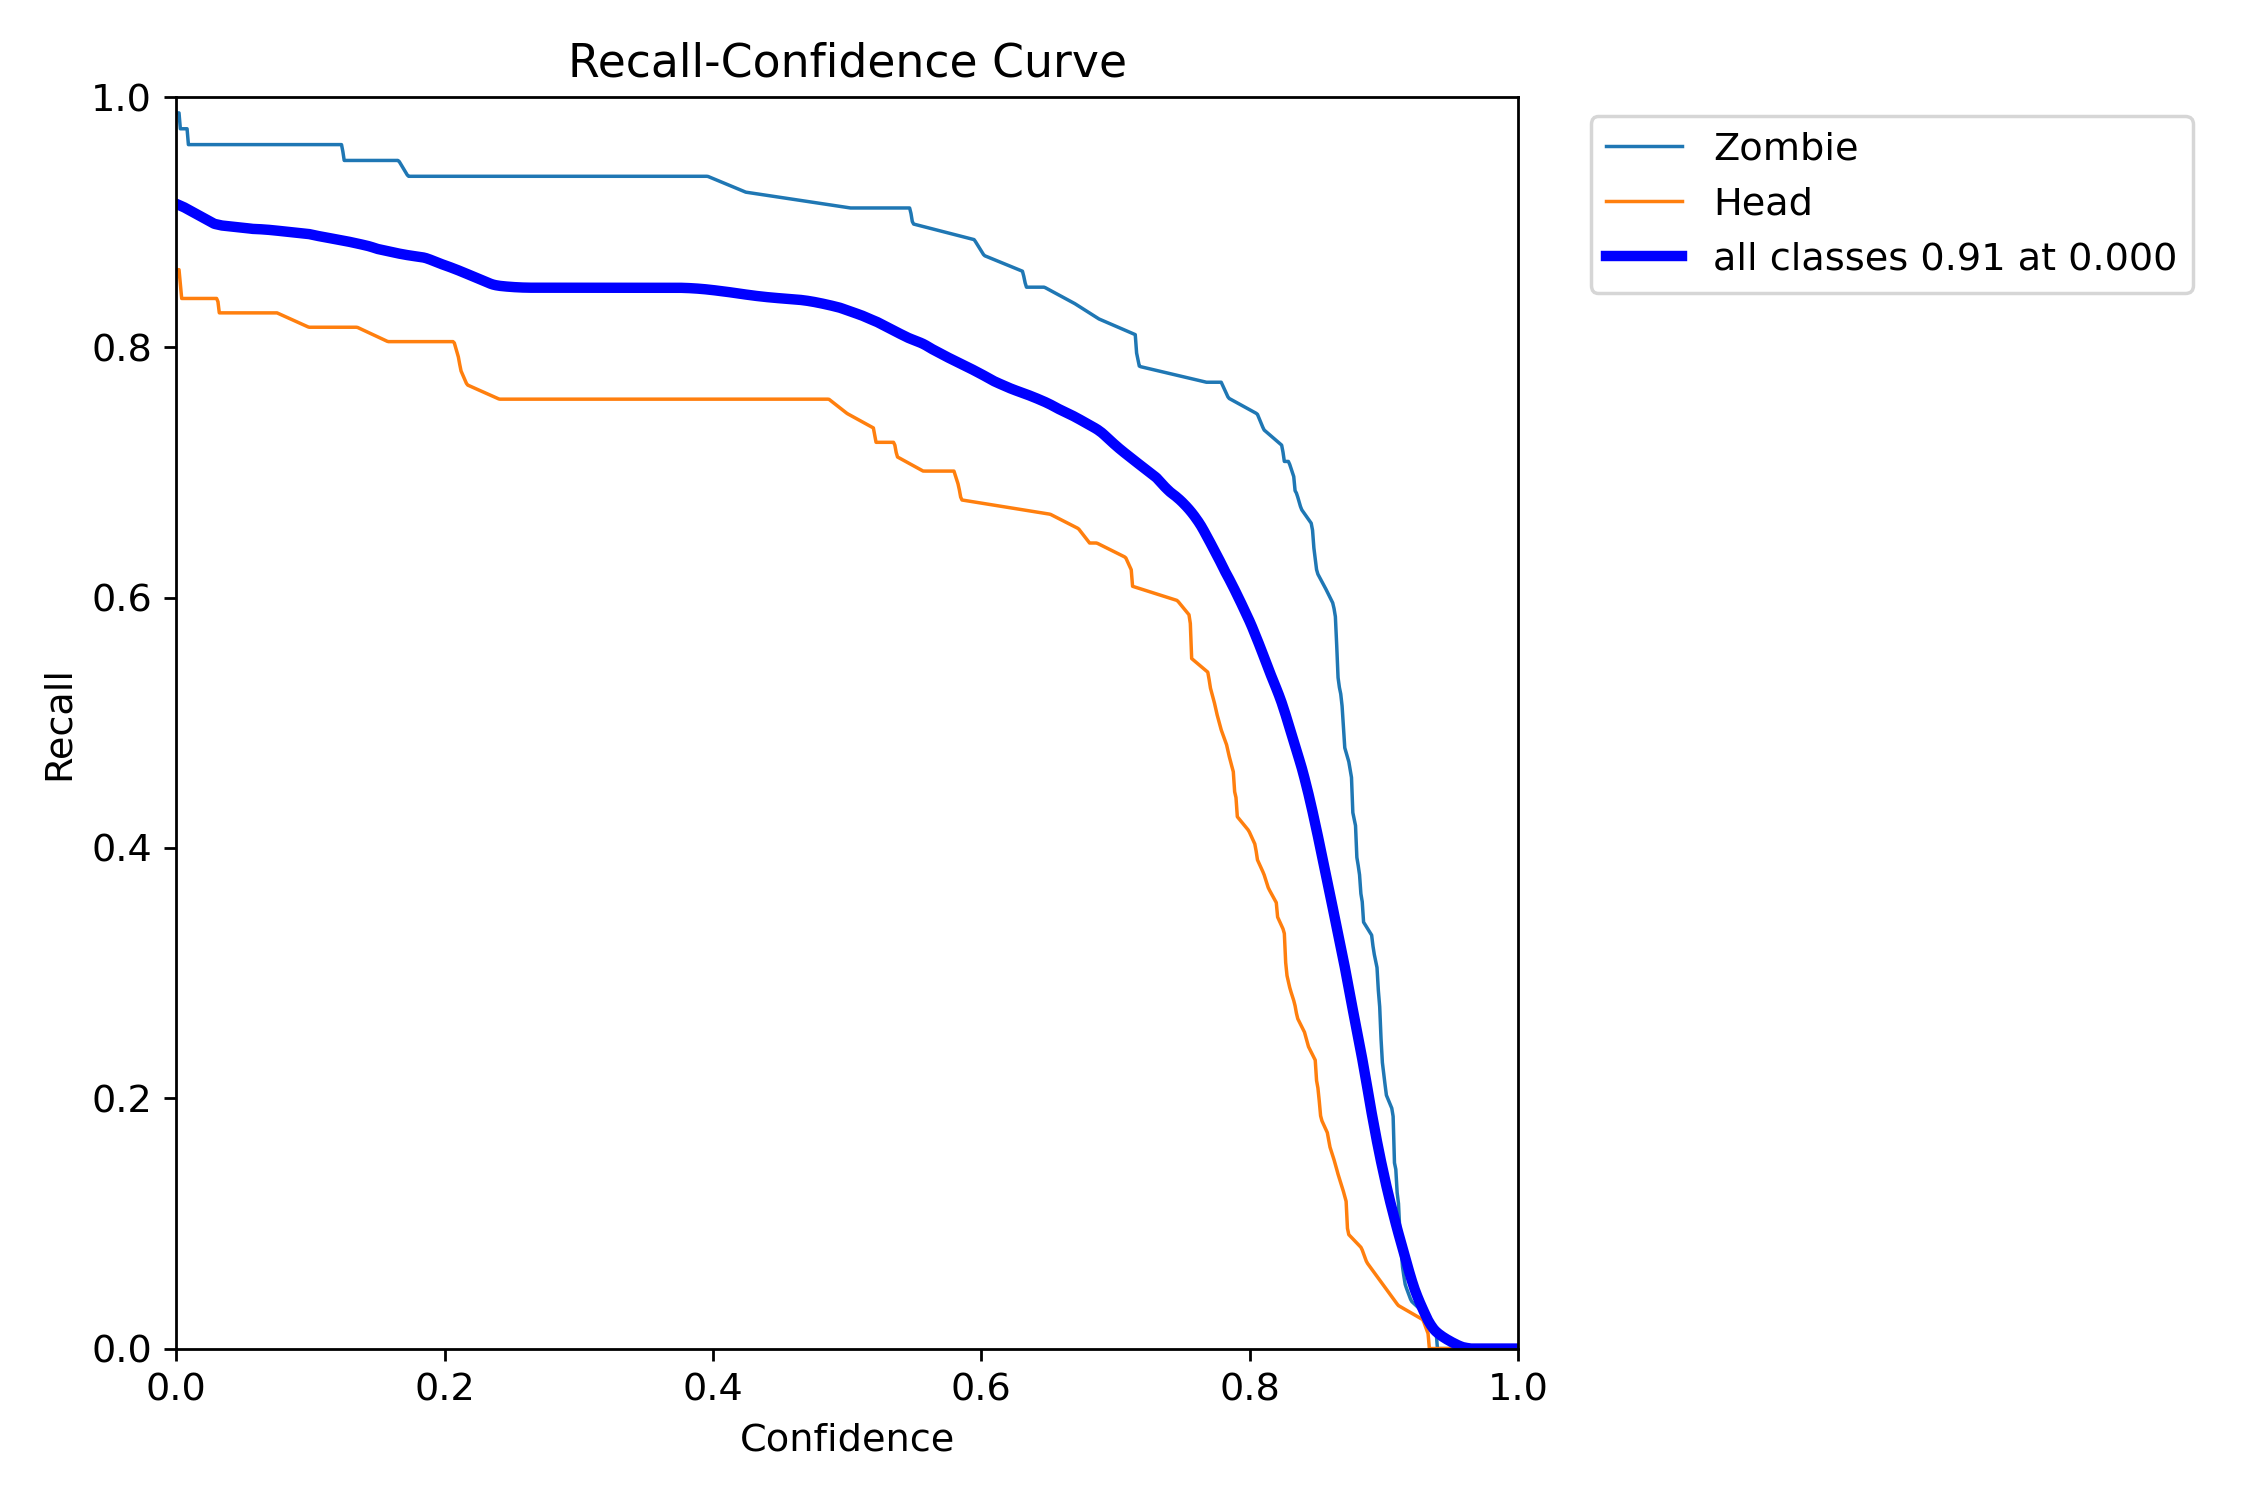 Recall-Confidence Curve
1.0
0.8
0.6
0.4
0.2
0.0
Recall
0.0 0.2 0.4 0.6 0.8 1.0
Confidence
Zombie
Head
all classes 0.91 at 0.000